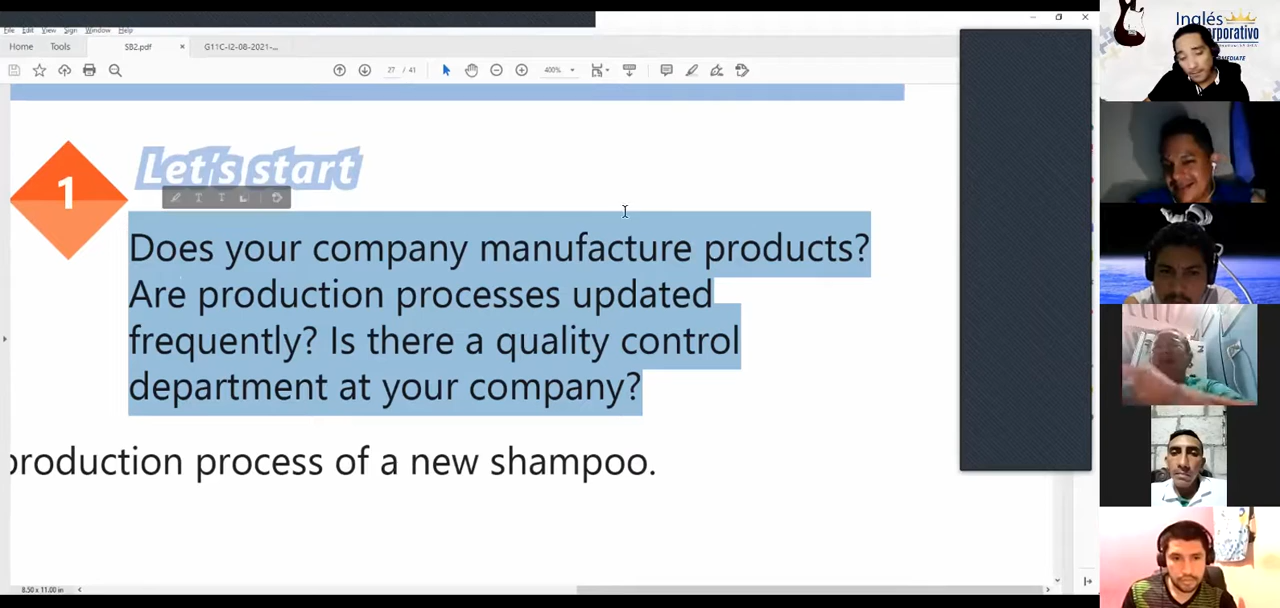 File Edit View Sign Window Help
Home Tools SB2.pdf × G11C-I2-08-2021-...
27 / 41 400%
Let's start
1
Does your company manufacture products?
Are production processes updated
frequently? Is there a quality control
department at your company?
production process of a new shampoo.
8.50 x 11.00 in
Inglés